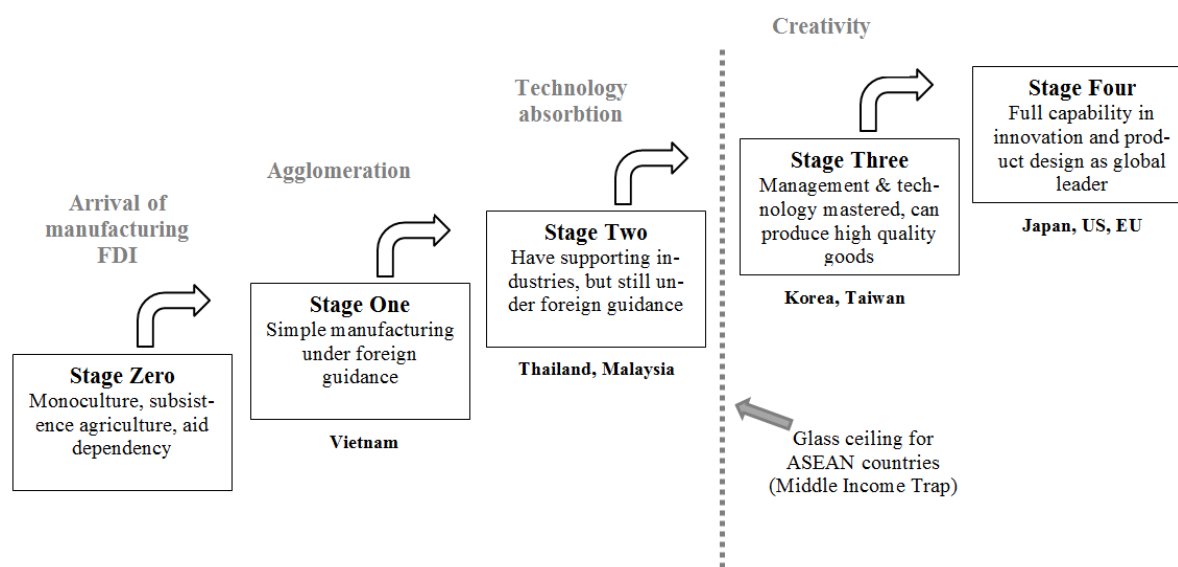 Arrival of
manufacturing
FDI
Stage Zero
Monoculture, subsist-
ence agriculture, aid
dependency
Agglomeration
Stage One
Simple manufacturing
under foreign
guidance
Vietnam
Technology
absorbtion
Stage Two
Have supporting in-
dustries, but still un-
der foreign guidance
Thailand, Malaysia
Creativity
Stage Three
Management & tech-
nology mastered, can
produce high quality
goods
Korea, Taiwan
Stage Four
Full capability in
innovation and prod-
uct design as global
leader
Japan, US, EU
Glass ceiling for
ASEAN countries
(Middle Income Trap)